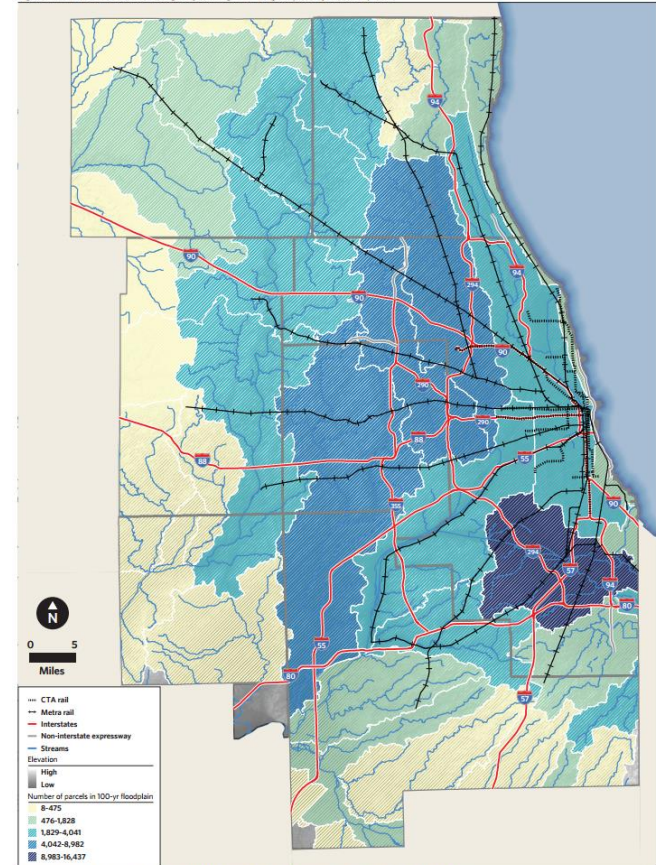 94
90
94
294
90
90
290
290
88
88
55
355
90
294
57
94
80
55
80
57
N
0 5
Miles
CTA rail
Metra rail
Interstates
Non-interstate expressway
Streams
Elevation
High
Low
Number of parcels in 100-yr floodplain
8-475
476-1,828
1,829-4,041
4,042-8,982
8,983-16,437